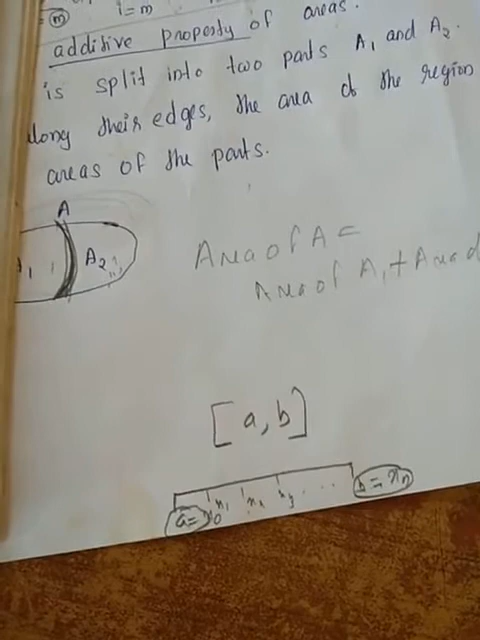 m i=m
additive property of areas.
is split into two parts A₁ and A₂.
along their edges, the area of the region
areas of the parts.
A
A₁ A₂
Area of A =
Area of A₁ + Area of
[a, b]
a= x₁ x₂ x₃ ... b = xₙ